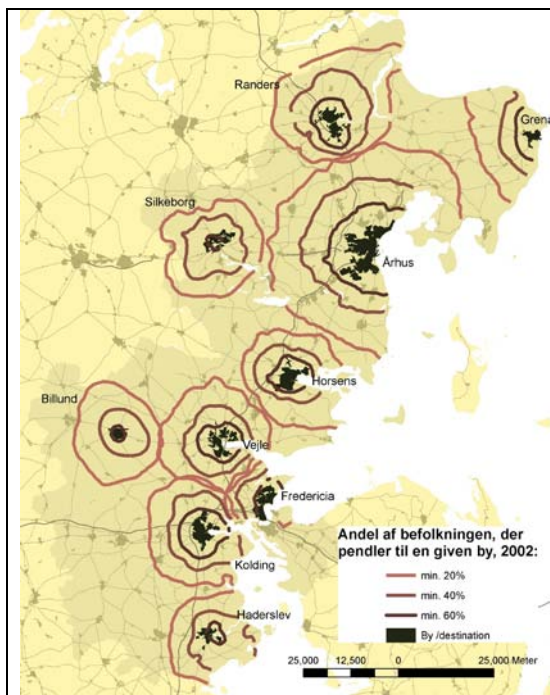 Randers
Grena
Silkeborg
Århus
Horsens
Billund
Vejle
Fredericia
Kolding
Haderslev
Andel af befolkningen, der
pendler til en given by, 2002:
min. 20%
min. 40%
min. 60%
By /destination
25,000 12,500 0 25,000 Meter